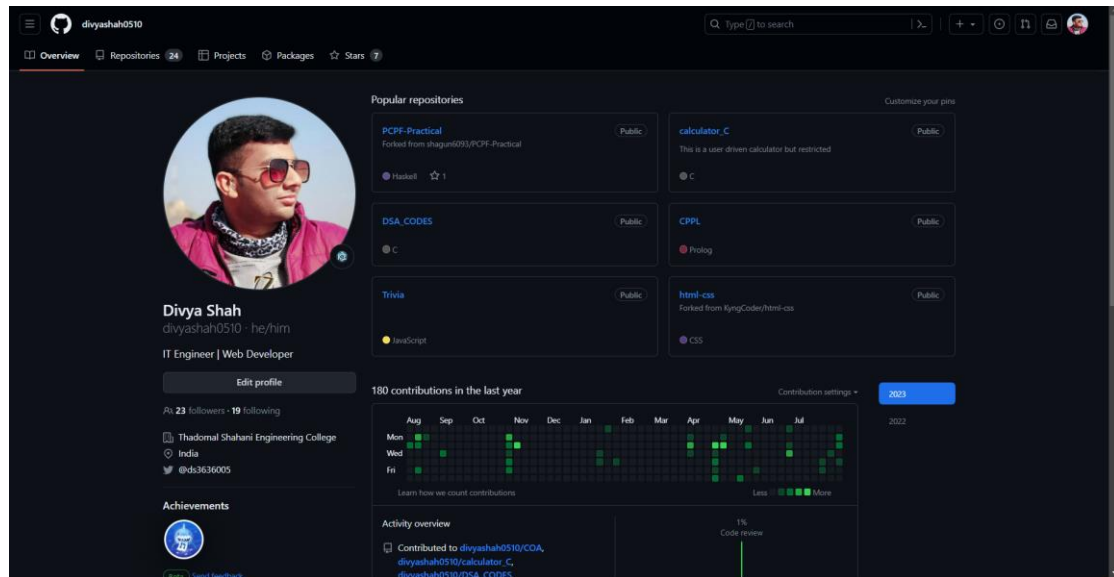 divyashah0510
Type / to search
Overview
Repositories 24
Projects
Packages
Stars 7
Divya Shah
divyashah0510 · he/him
IT Engineer | Web Developer
Edit profile
23 followers · 19 following
Thadomal Shahani Engineering College
India
@ds3636005
Achievements
Beta Send feedback
Popular repositories
Customize your pins
PCPF-Practical
Public
Forked from shagun6093/PCPF-Practical
Haskell
1
calculator_C
Public
This is a user driven calculator but restricted
C
DSA_CODES
Public
C
CPPL
Public
Prolog
Trivia
Public
JavaScript
html-css
Public
Forked from KyngCoder/html-css
CSS
180 contributions in the last year
Contribution settings
2023
2022
Aug Sep Oct Nov Dec Jan Feb Mar Apr May Jun Jul
Mon
Wed
Fri
Learn how we count contributions
Less
More
Activity overview
Contributed to divyashah0510/COA,
divyashah0510/calculator_C,
divyashah0510/DSA_CODES
1%
Code review